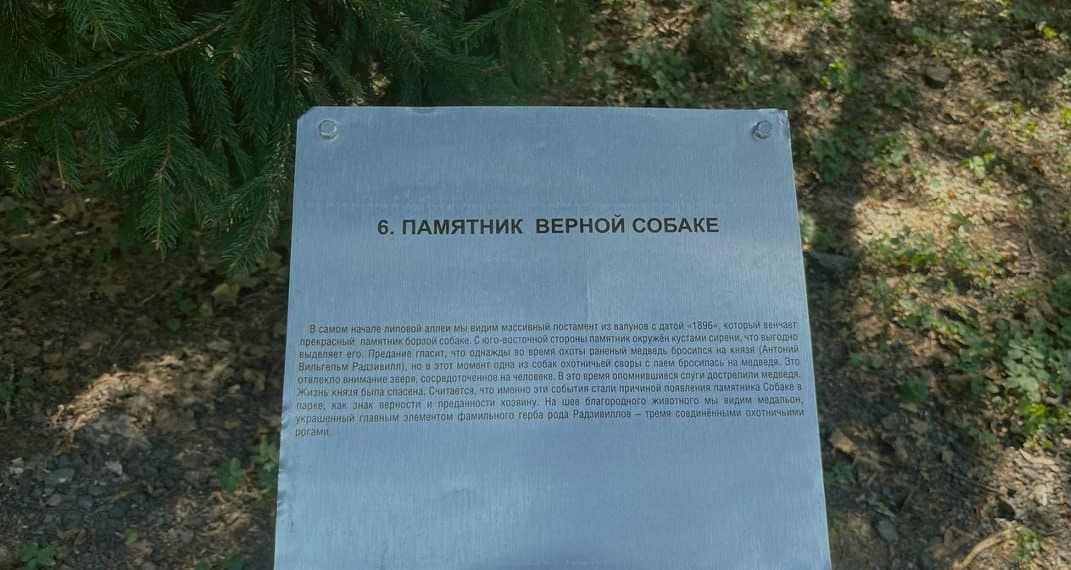 6. ПАМЯТНИК ВЕРНОЙ СОБАКЕ
В самом начале липовой аллеи мы видим массивный постамент из валунов с датой «1896», который венчает
прекрасный памятник борзой собаке. С юго-восточной стороны памятник окружён кустами сирени, что выгодно
выделяет его. Предание гласит, что однажды во время охоты раненый медведь бросился на князя (Антоний
Вильгельм Радзивилл), но в этот момент одна из собак охотничьей своры с лаем бросилась на медведя. Это
отвлекло внимание зверя, сосредоточенное на человеке. В это время опомнившиеся слуги дострелили медведя.
Жизнь князя была спасена. Считается, что именно эти события стали причиной появления памятника Собаке в
парке, как знак верности и преданности хозяину. На шее благородного животного мы видим медальон,
украшенный главным элементом фамильного герба рода Радзивиллов – тремя соединёнными охотничьими
рогами.